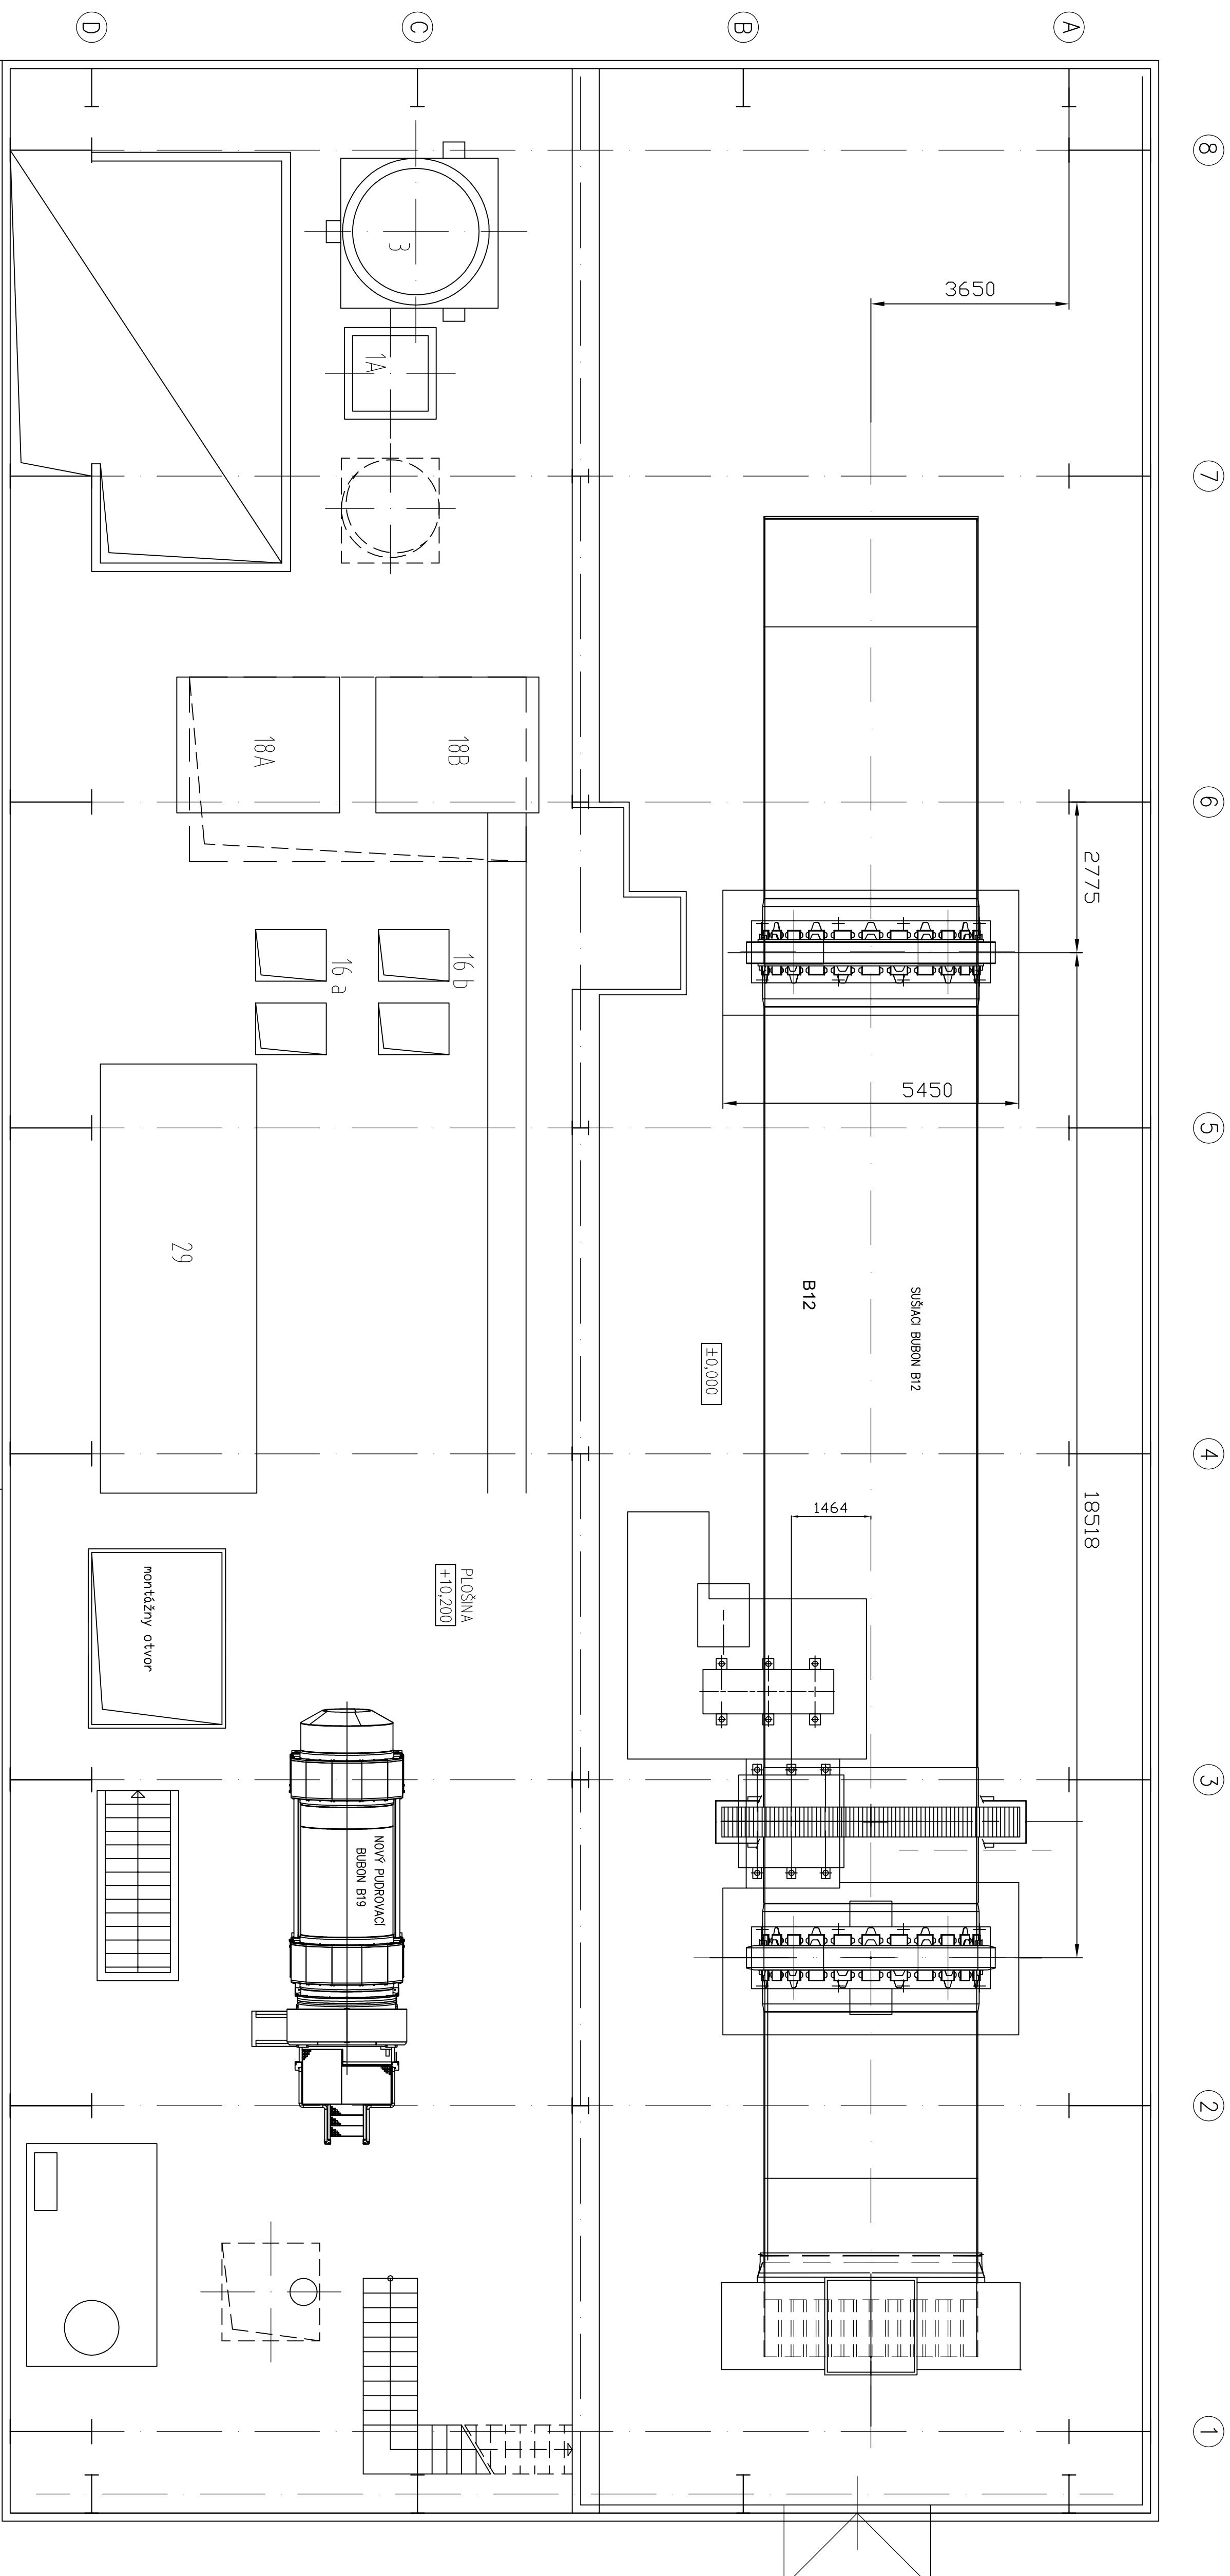 D
C
B
A
8
7
6
5
4
3
2
1
3650
3
1A
2775
18A
18B
16 a
16 b
5450
29
B12
SUŠIACI BUBON B12
±0,000
18518
1464
PLOŠINA
+10,200
montážny otvor
NOVÝ PUDROVACÍ
BUBON B19